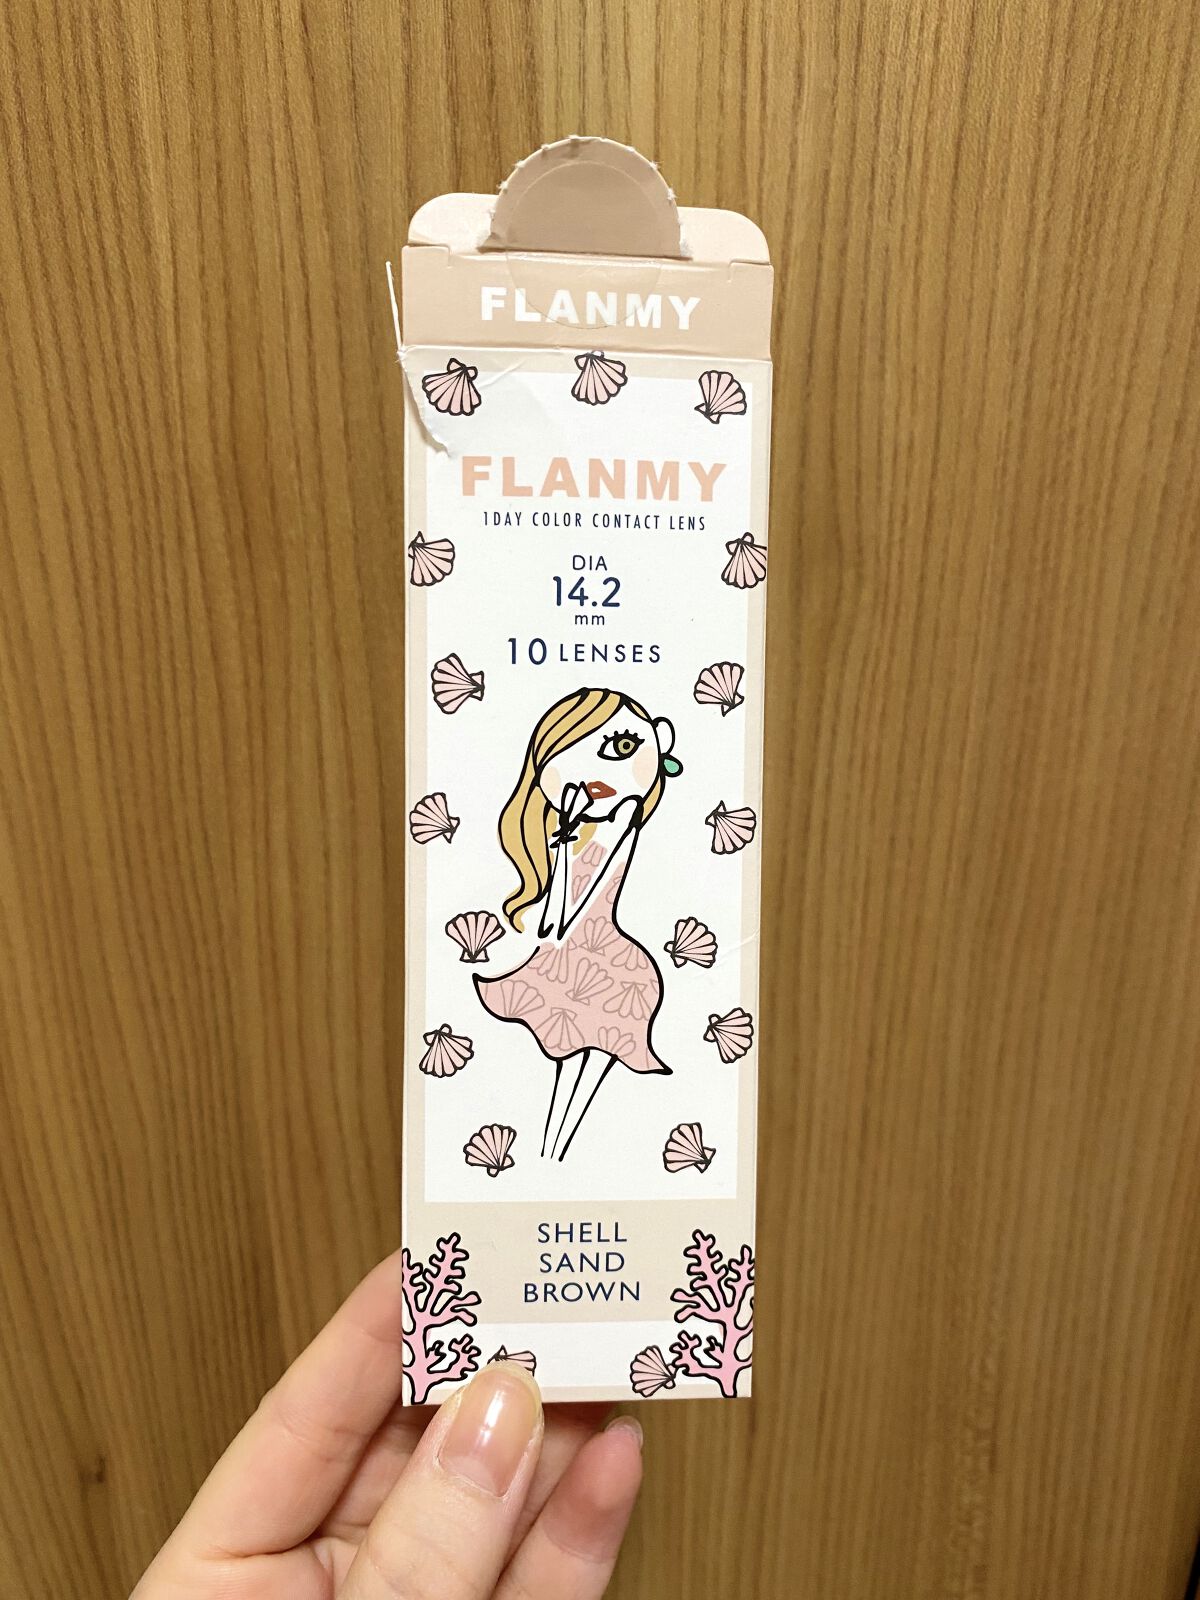 FLANMY
FLANMY
1DAY COLOR CONTACT LENS
DIA
14.2
mm
10 LENSES
SHELL
SAND
BROWN